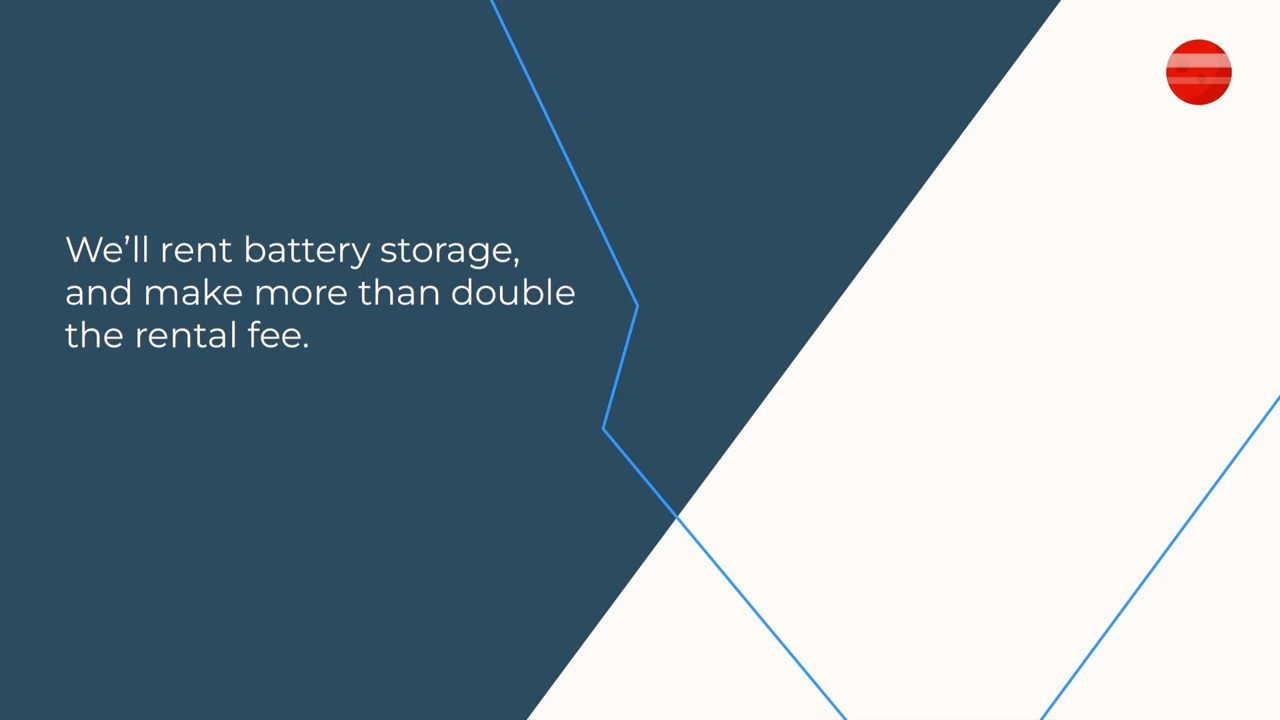 We’ll rent battery storage,
and make more than double
the rental fee.